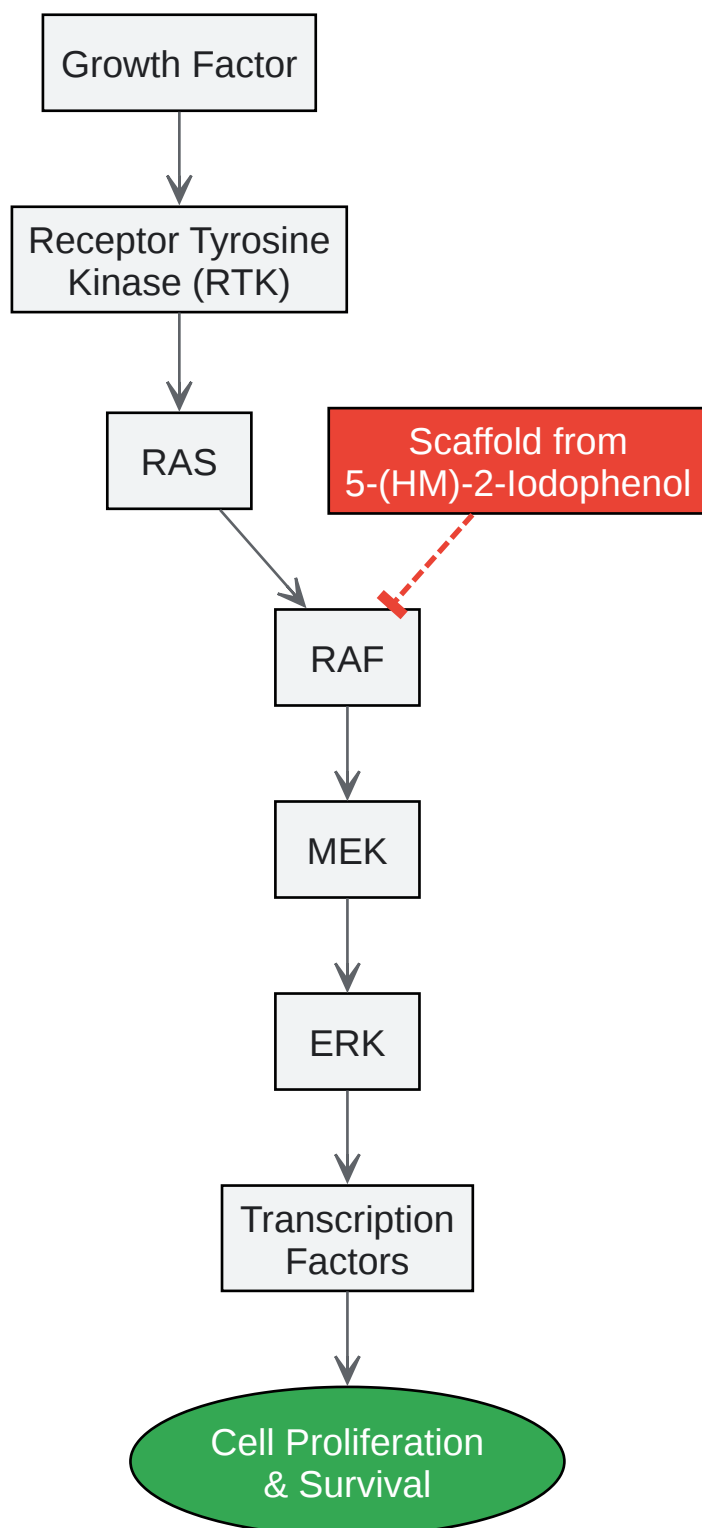 Growth Factor
Receptor Tyrosine
Kinase (RTK)
RAS
Scaffold from
5-(HM)-2-Iodophenol
RAF
MEK
ERK
Transcription
Factors
Cell Proliferation
& Survival